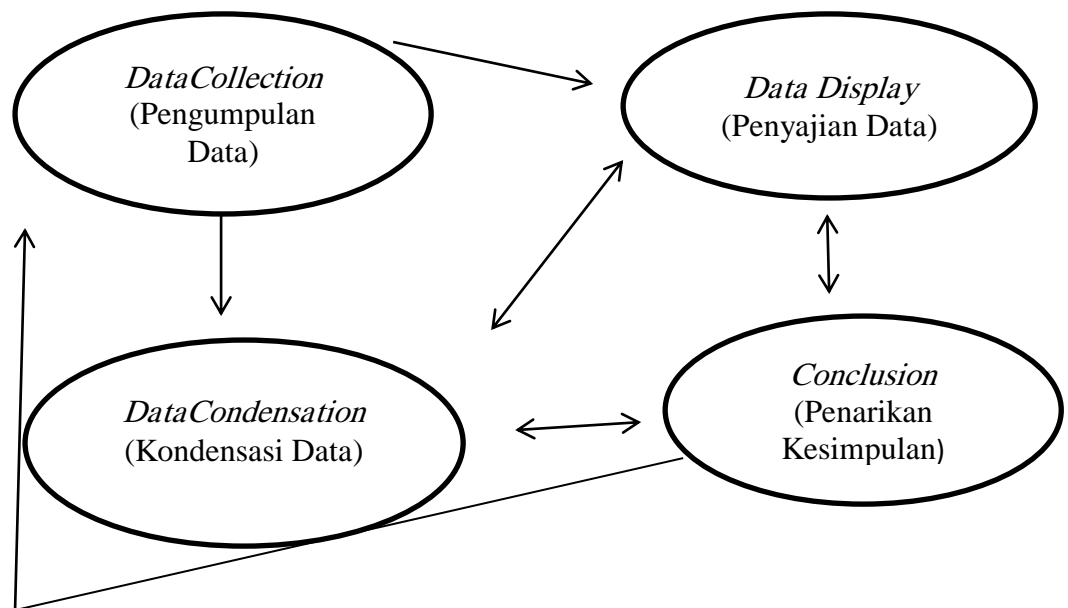 DataCollection
(Pengumpulan
Data)
Data Display
(Penyajian Data)
DataCondensation
(Kondensasi Data)
Conclusion
(Penarikan
Kesimpulan)